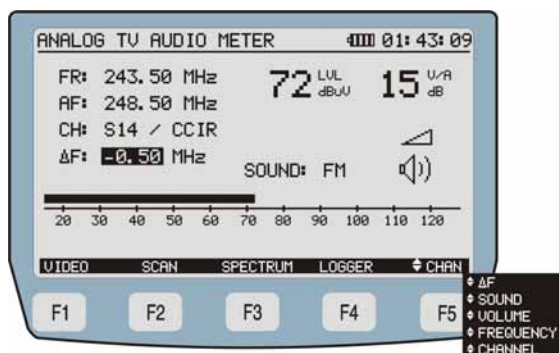 ANALOG TV AUDIO METER 01:43:09
FR: 243.50 MHz 72 LVL dBuV 15 V/A dB
AF: 248.50 MHz
CH: S14 / CCIR
ΔF: -0.50 MHz SOUND: FM
20 30 40 50 60 70 80 90 100 110 120
VIDEO SCAN SPECTRUM LOGGER CHAN
F1 F2 F3 F4 F5
ΔF
SOUND
VOLUME
FREQUENCY
CHANNEL